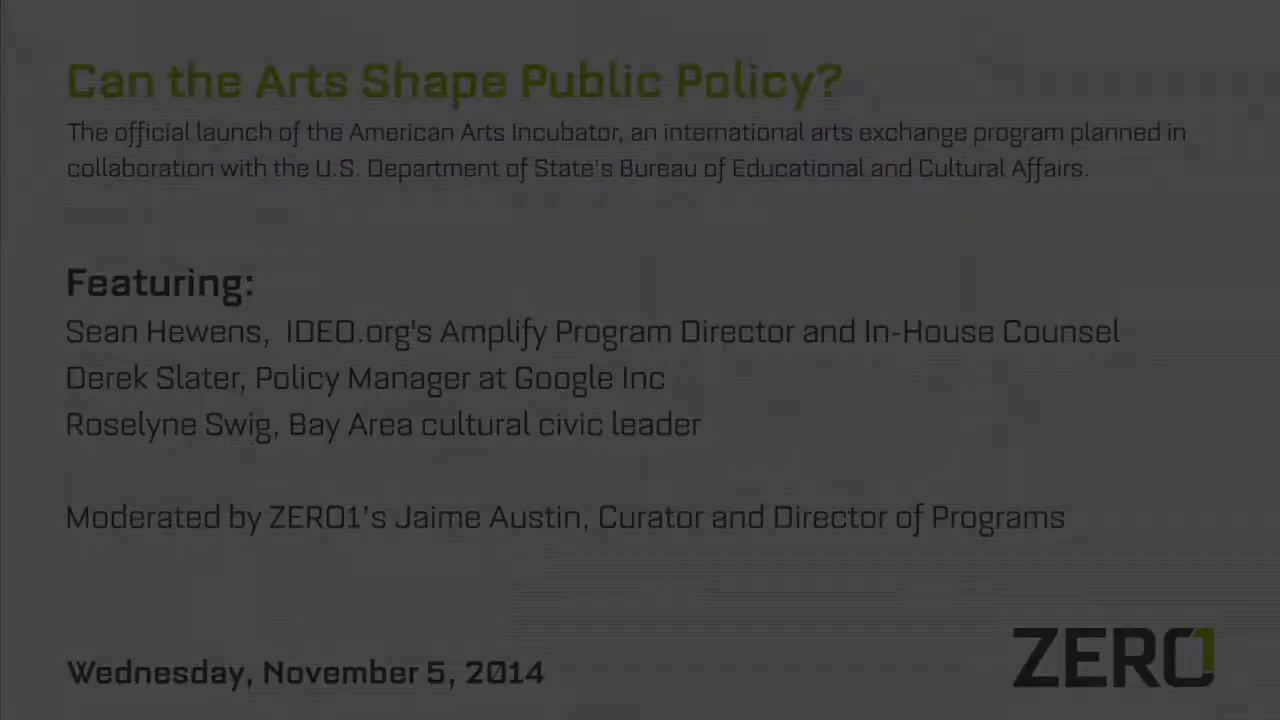 Can the Arts Shape Public Policy?
The official launch of the American Arts Incubator, an international arts exchange program planned in
collaboration with the U.S. Department of State's Bureau of Educational and Cultural Affairs.
Featuring:
Sean Hewens, IDEO.org's Amplify Program Director and In-House Counsel
Derek Slater, Policy Manager at Google Inc
Roselyne Swig, Bay Area cultural civic leader
Moderated by ZERO1's Jaime Austin, Curator and Director of Programs
Wednesday, November 5, 2014
ZERO1